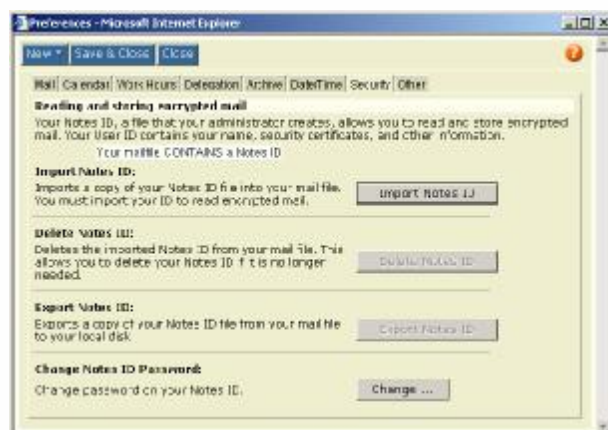 Preferences - Microsoft Internet Explorer
New Save & Close Close
Mail Calendar Work Hours Delegation Archive Date/Time Security Other
Reading and storing encrypted mail
Your Notes ID, a file that your administrator creates, allows you to read and store encrypted
mail. Your User ID contains your name, security certificates, and other information.
Your mailfile CONTAINS a Notes ID
Import Notes ID:
Imports a copy of your Notes ID file into your mail file.
You must import your ID to read encrypted mail.
Import Notes ID
Delete Notes ID:
Deletes the imported Notes ID from your mail file. This
allows you to delete your Notes ID if it is no longer
needed.
Delete Notes ID
Export Notes ID:
Exports a copy of your Notes ID file from your mail file
to your local disk
Export Notes ID
Change Notes ID Password:
Change password on your Notes ID.
Change ...